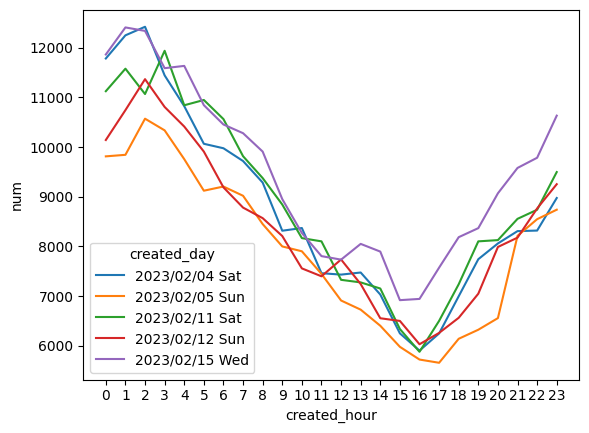 num
12000
11000
10000
9000
8000
7000
6000
created_day
2023/02/04 Sat
2023/02/05 Sun
2023/02/11 Sat
2023/02/12 Sun
2023/02/15 Wed
0 1 2 3 4 5 6 7 8 9 10 11 12 13 14 15 16 17 18 19 20 21 22 23
created_hour